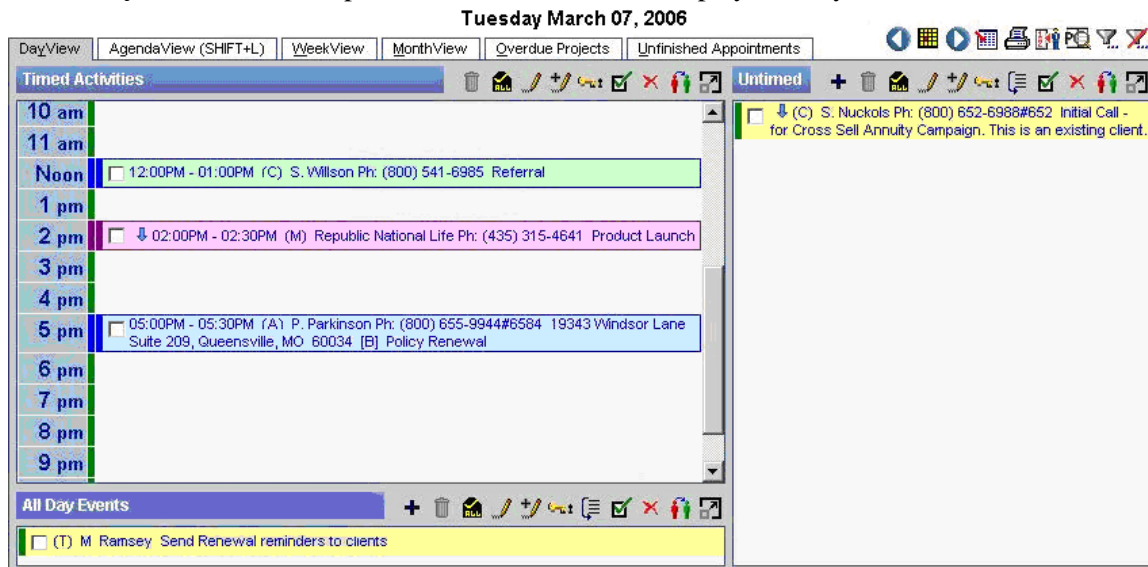 Tuesday March 07, 2006
DayView AgendaView (SHIFT+L) WeekView MonthView Overdue Projects Unfinished Appointments
Timed Activities
ALL
Untimed
ALL
10 am
11 am
Noon
12:00PM - 01:00PM (C) S. Willson Ph: (800) 541-6985 Referral
1 pm
2 pm
02:00PM - 02:30PM (M) Republic National Life Ph: (435) 315-4641 Product Launch
3 pm
4 pm
5 pm
05:00PM - 05:30PM (A) P. Parkinson Ph: (800) 655-9944#6584 19343 Windsor Lane
Suite 209, Queensville, MO 60034 [B] Policy Renewal
6 pm
7 pm
8 pm
9 pm
(C) S. Nuckols Ph: (800) 652-6988#652 Initial Call -
for Cross Sell Annuity Campaign. This is an existing client.
All Day Events
ALL
(T) M Ramsey Send Renewal reminders to clients